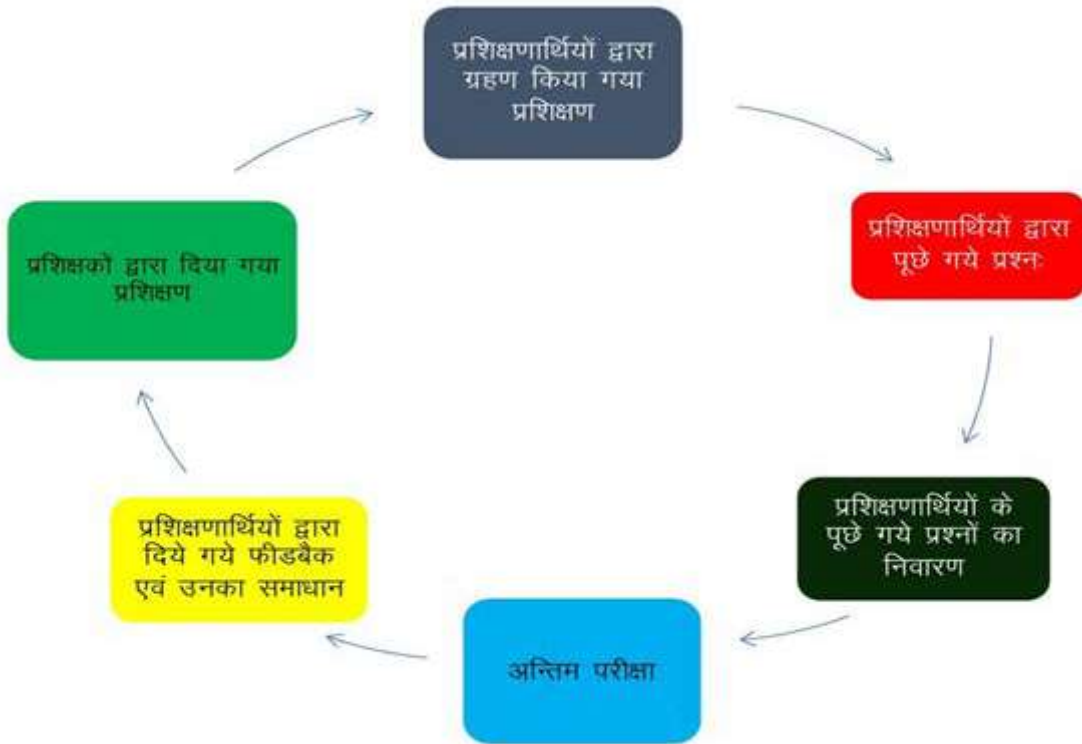 प्रशिक्षणार्थियों द्वारा
ग्रहण किया गया
प्रशिक्षण
प्रशिक्षणार्थियों द्वारा
पूछे गये प्रश्नः
प्रशिक्षणार्थियों के
पूछे गये प्रश्नों का
निवारण
अन्तिम परीक्षा
प्रशिक्षणार्थियों द्वारा
दिये गये फीडबैक
एवं उनका समाधान
प्रशिक्षकों द्वारा दिया गया
प्रशिक्षण